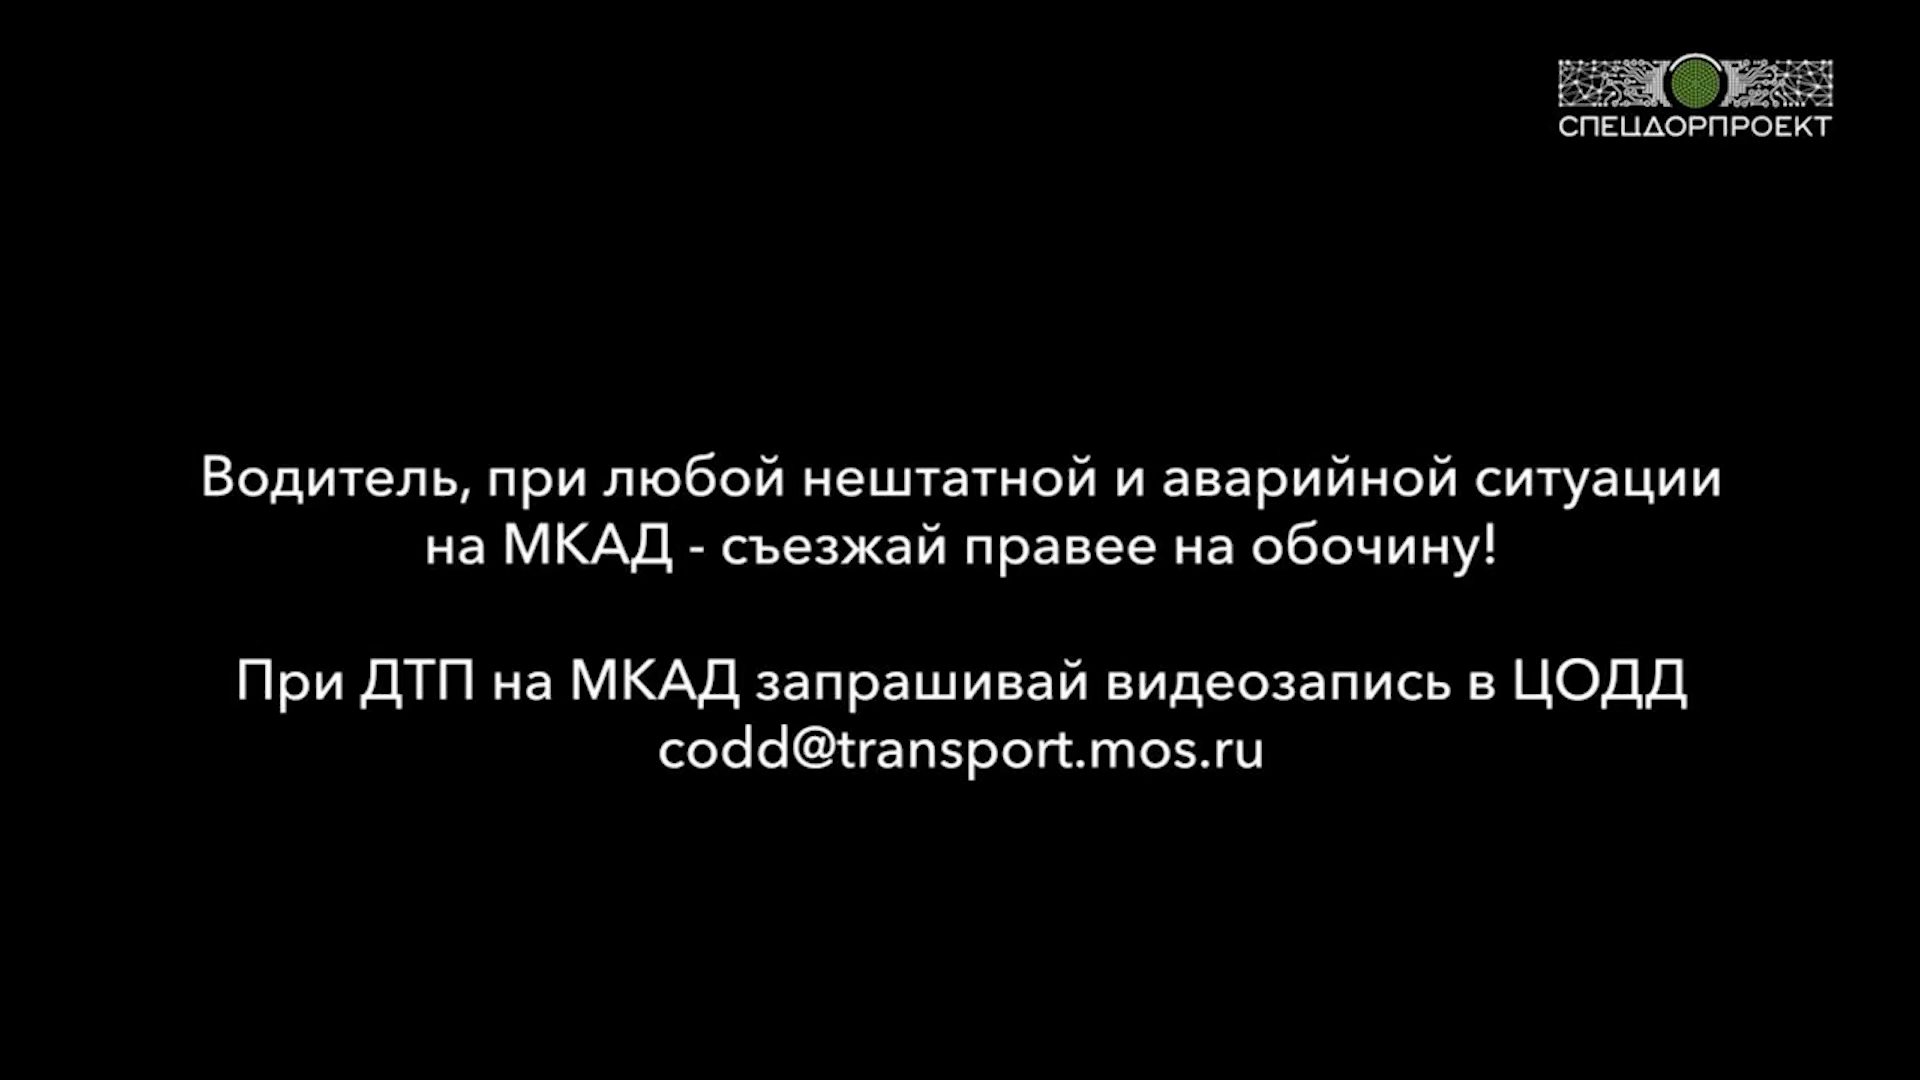 СПЕЦДОРПРОЕКТ
Водитель, при любой нештатной и аварийной ситуации
на МКАД - съезжай правее на обочину!
При ДТП на МКАД запрашивай видеозапись в ЦОДД
codd@transport.mos.ru